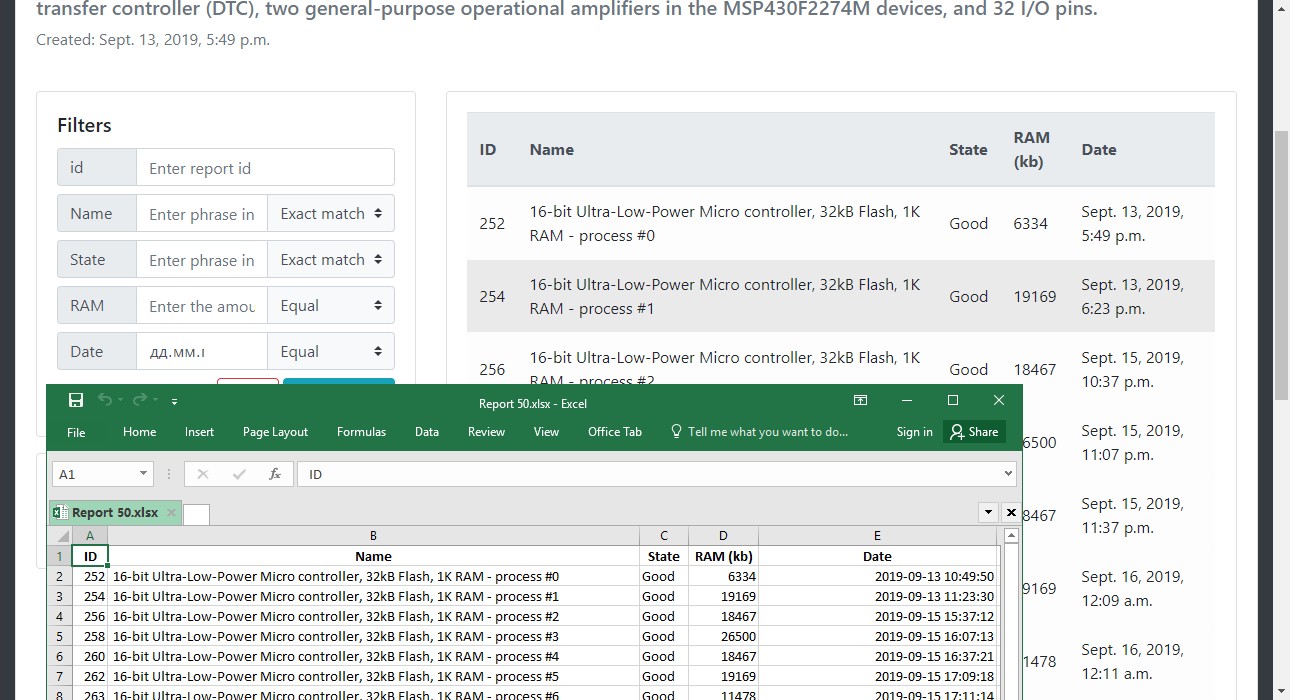 transfer controller (DTC), two general-purpose operational amplifiers in the MSP430F2274M devices, and 32 I/O pins.
Created: Sept. 13, 2019, 5:49 p.m.
Filters
id Enter report id
Name Enter phrase in Exact match
State Enter phrase in Exact match
RAM Enter the amou Equal
Date дд.мм.г Equal
ID Name State RAM (kb) Date
252 16-bit Ultra-Low-Power Micro controller, 32kB Flash, 1K RAM - process #0 Good 6334 Sept. 13, 2019, 5:49 p.m.
254 16-bit Ultra-Low-Power Micro controller, 32kB Flash, 1K RAM - process #1 Good 19169 Sept. 13, 2019, 6:23 p.m.
256 16-bit Ultra-Low-Power Micro controller, 32kB Flash, 1K RAM - process #2 Good 18467 Sept. 15, 2019, 10:37 p.m.
6500 Sept. 15, 2019, 11:07 p.m.
8467 Sept. 15, 2019, 11:37 p.m.
9169 Sept. 16, 2019, 12:09 a.m.
1478 Sept. 16, 2019, 12:11 a.m.
Report 50.xlsx - Excel
File Home Insert Page Layout Formulas Data Review View Office Tab Tell me what you want to do... Sign in Share
A1 fx ID
Report 50.xlsx
A B C D E
1 ID Name State RAM (kb) Date
2 252 16-bit Ultra-Low-Power Micro controller, 32kB Flash, 1K RAM - process #0 Good 6334 2019-09-13 10:49:50
3 254 16-bit Ultra-Low-Power Micro controller, 32kB Flash, 1K RAM - process #1 Good 19169 2019-09-13 11:23:30
4 256 16-bit Ultra-Low-Power Micro controller, 32kB Flash, 1K RAM - process #2 Good 18467 2019-09-15 15:37:12
5 258 16-bit Ultra-Low-Power Micro controller, 32kB Flash, 1K RAM - process #3 Good 26500 2019-09-15 16:07:13
6 260 16-bit Ultra-Low-Power Micro controller, 32kB Flash, 1K RAM - process #4 Good 18467 2019-09-15 16:37:21
7 262 16-bit Ultra-Low-Power Micro controller, 32kB Flash, 1K RAM - process #5 Good 19169 2019-09-15 17:09:18
8 263 16-bit Ultra-Low-Power Micro controller, 32kB Flash, 1K RAM - process #6 Good 11478 2019-09-15 17:11:14